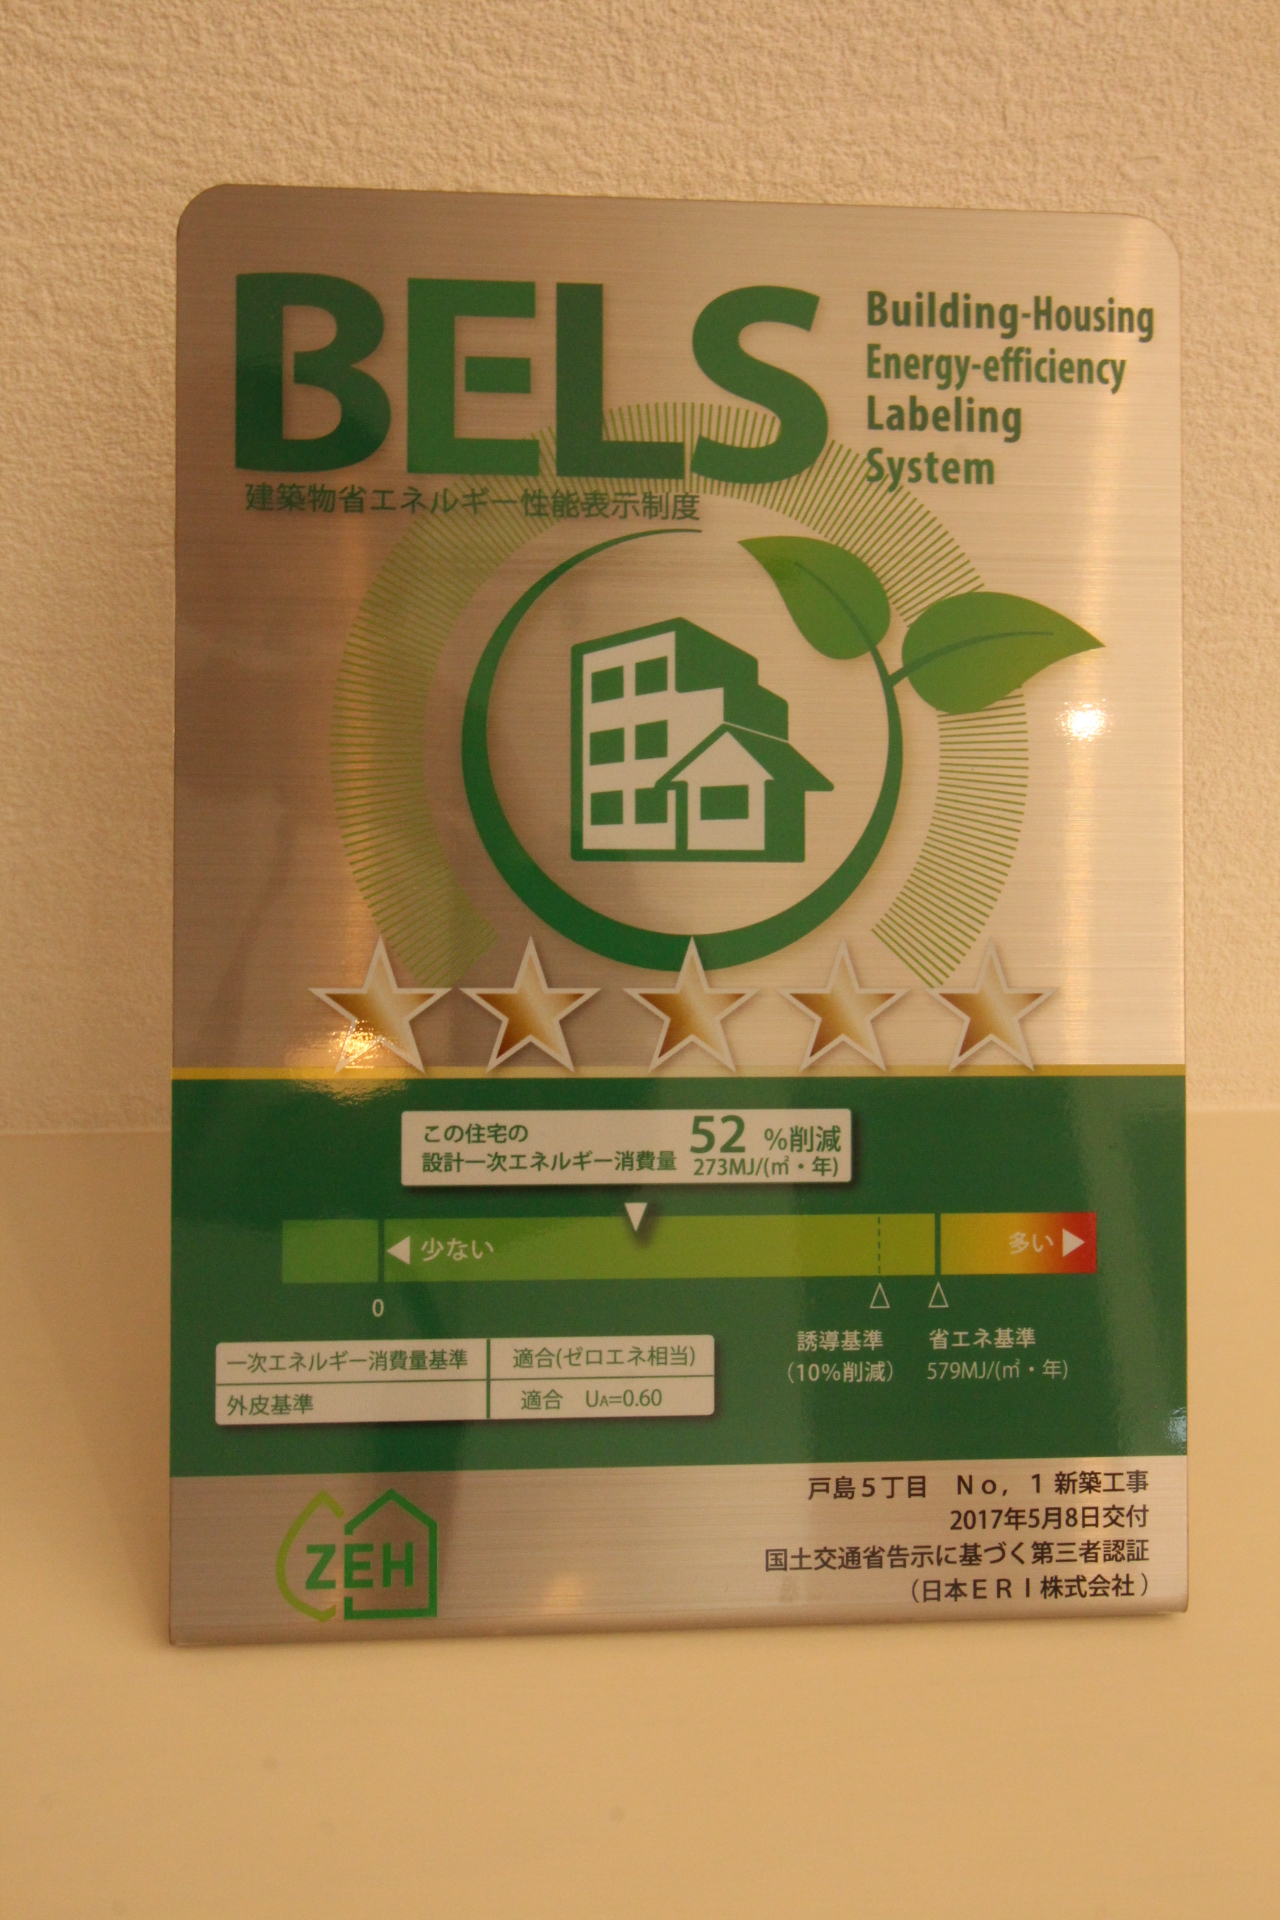 BELS
Building-Housing
Energy-efficiency
Labeling
System
建築物省エネルギー性能表示制度
この住宅の
設計一次エネルギー消費量
52 %削減
273MJ/(㎡・年)
少ない
多い
0
誘導基準
(10%削減)
省エネ基準
579MJ/(㎡・年)
一次エネルギー消費量基準 適合(ゼロエネ相当)
外皮基準 適合 UA=0.60
ZEH
戸島5丁目 No, 1 新築工事
2017年5月8日交付
国土交通省告示に基づく第三者認証
(日本ERI株式会社)